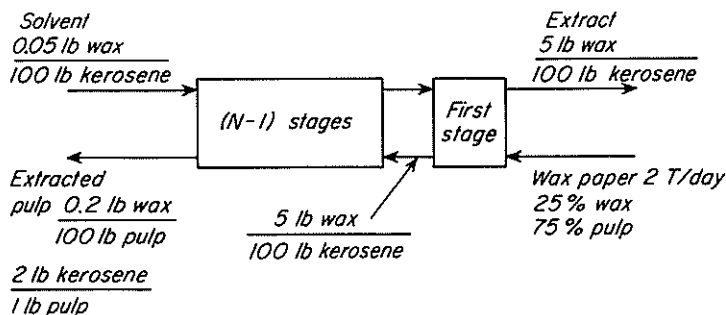 Solvent
0.05 lb wax
100 lb kerosene
Extract
5 lb wax
100 lb kerosene
(N-1) stages
First
stage
Extracted
pulp 0.2 lb wax
100 lb pulp
2 lb kerosene
1 lb pulp
5 lb wax
100 lb kerosene
Wax paper 2 T/day
25% wax
75% pulp